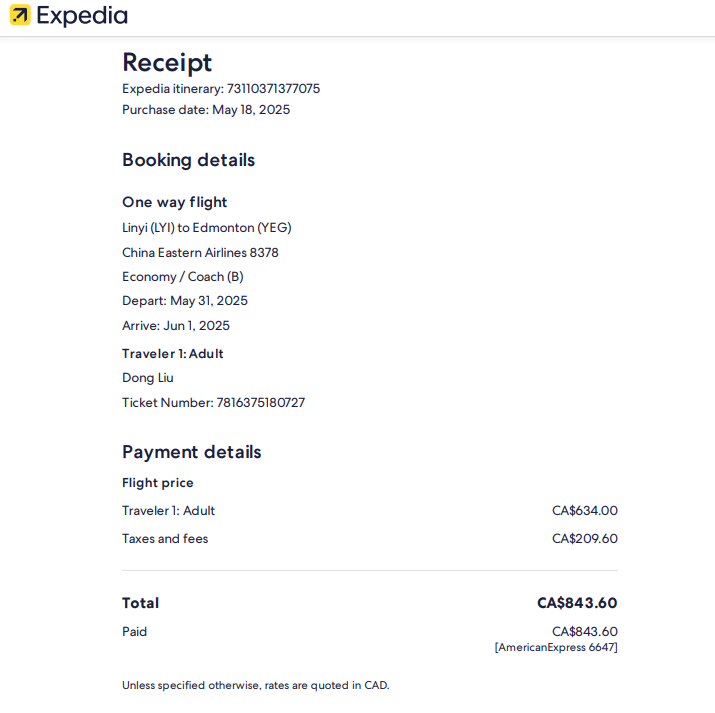 Expedia
Receipt
Expedia itinerary: 73110371377075
Purchase date: May 18, 2025
Booking details
One way flight
Linyi (LYI) to Edmonton (YEG)
China Eastern Airlines 8378
Economy / Coach (B)
Depart: May 31, 2025
Arrive: Jun 1, 2025
Traveler 1: Adult
Dong Liu
Ticket Number: 7816375180727
Payment details
Flight price
Traveler 1: Adult CA$634.00
Taxes and fees CA$209.60
Total CA$843.60
Paid CA$843.60
[AmericanExpress 6647]
Unless specified otherwise, rates are quoted in CAD.